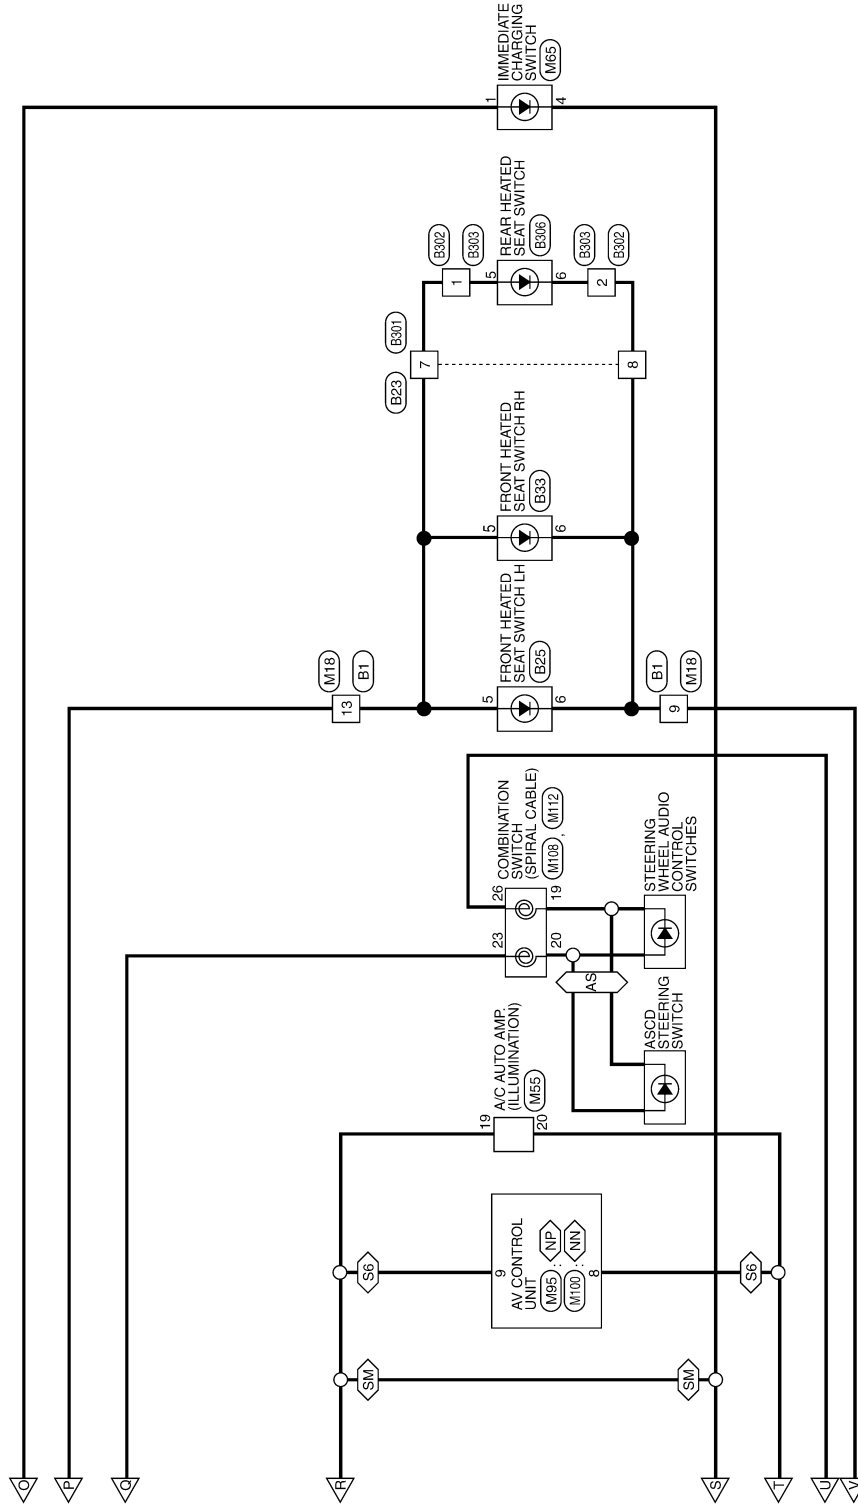 O
P
Q
R
S
T
U
V
SM
SM
S6
S6
9
AV CONTROL
UNIT
M95 : NP
M100 : NN
8
19
A/C AUTO AMP.
(ILLUMINATION)
M55
20
ASCD
STEERING
SWITCH
AS
23
26
COMBINATION
SWITCH
(SPIRAL CABLE)
M108 , M112
20
19
STEERING
WHEEL AUDIO
CONTROL
SWITCHES
M18
13
B1
5
FRONT HEATED
SEAT SWITCH LH
B25
6
B1
9
M18
5
FRONT HEATED
SEAT SWITCH RH
B33
6
B23
B301
7
8
B302
1
B303
5
REAR HEATED
SEAT SWITCH
B306
6
B303
2
B302
1
IMMEDIATE
CHARGING
SWITCH
M65
4